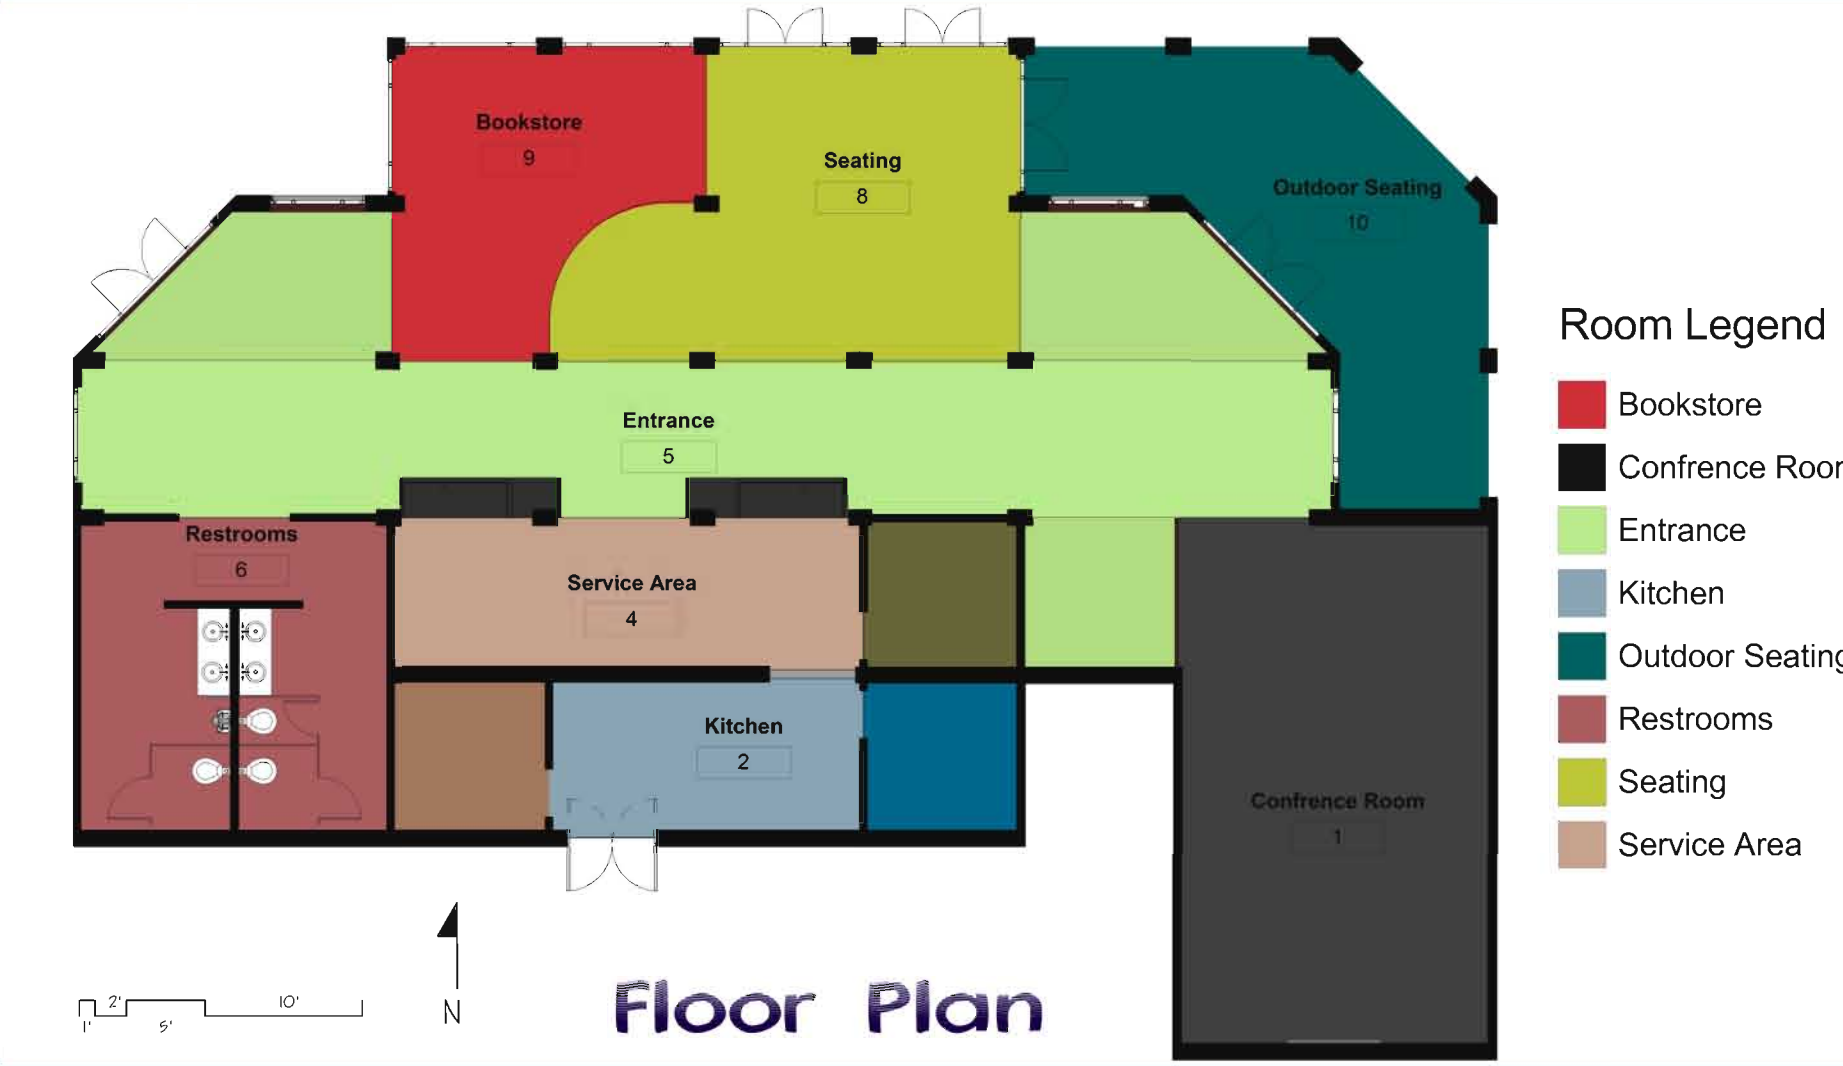 Bookstore
9
Seating
8
Outdoor Seating
10
Entrance
5
Restrooms
6
Service Area
4
Kitchen
2
Confrence Room
1
Room Legend
Bookstore
Confrence Roor
Entrance
Kitchen
Outdoor Seating
Restrooms
Seating
Service Area
1'
2'
5'
10'
N
Floor Plan